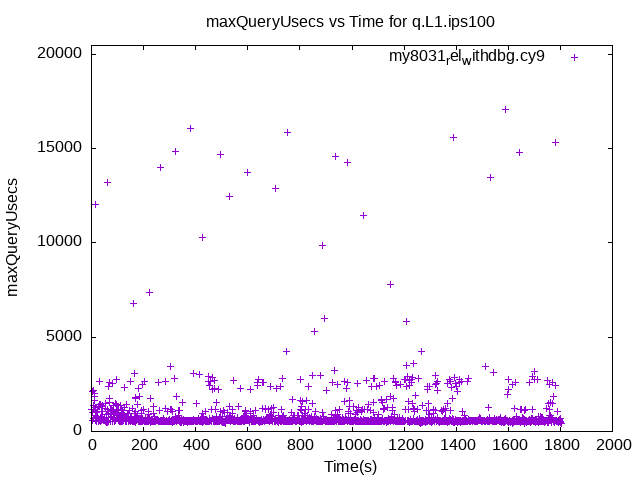 maxQueryUsecs vs Time for q.L1.ips100
my8031relwithdbg.cy9
20000
15000
10000
5000
0
maxQueryUsecs
0 200 400 600 800 1000 1200 1400 1600 1800 2000
Time(s)